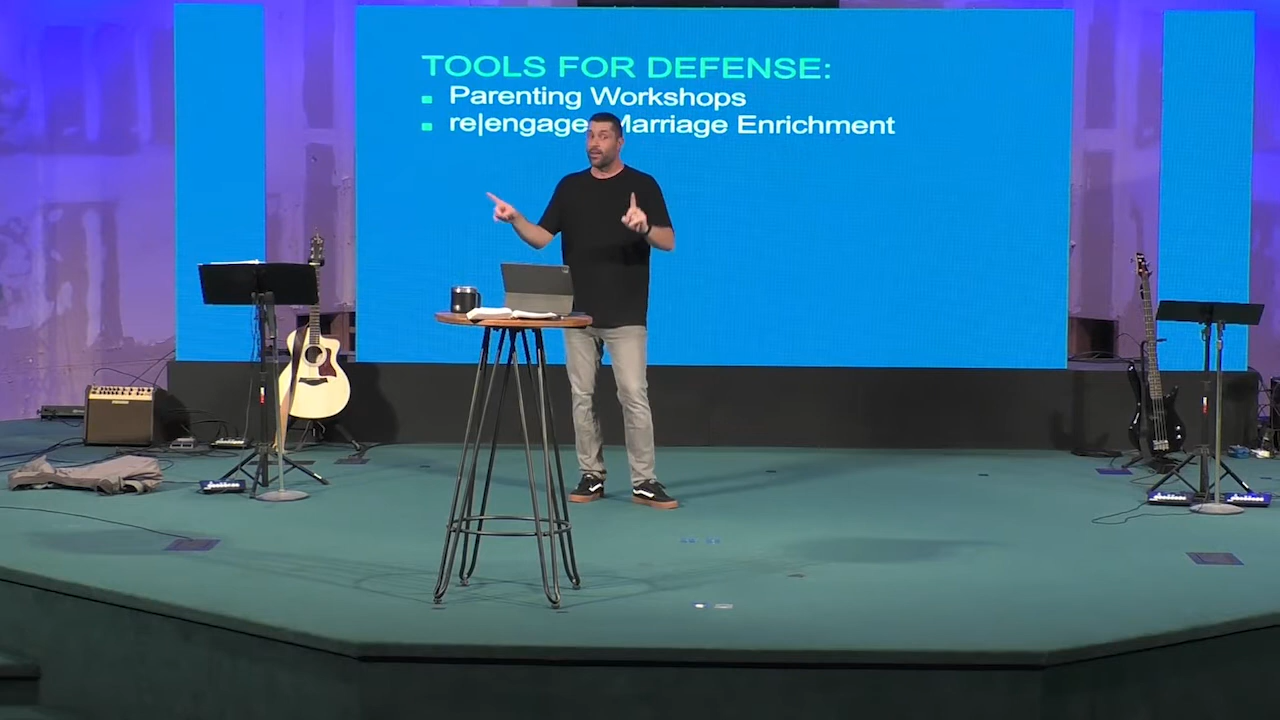 TOOLS FOR DEFENSE:
Parenting Workshops
re|engage Marriage Enrichment